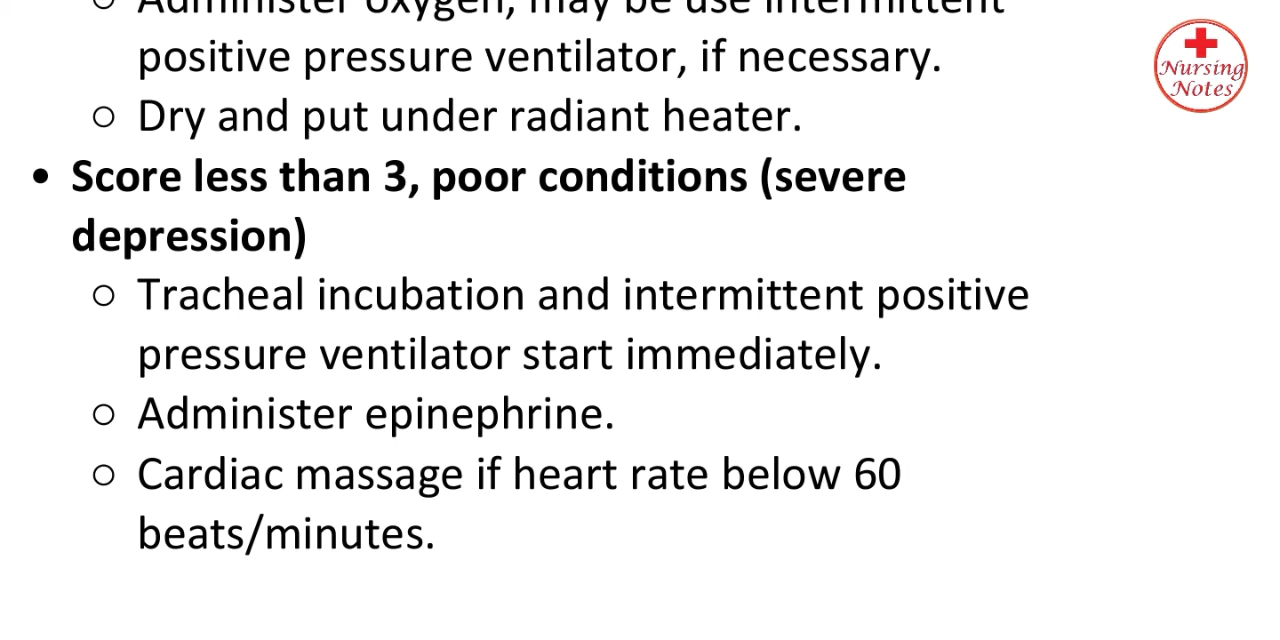 ○ Administer oxygen, may be use intermittent
positive pressure ventilator, if necessary.
○ Dry and put under radiant heater.
• Score less than 3, poor conditions (severe
depression)
○ Tracheal incubation and intermittent positive
pressure ventilator start immediately.
○ Administer epinephrine.
○ Cardiac massage if heart rate below 60
beats/minutes.
Nursing
Notes